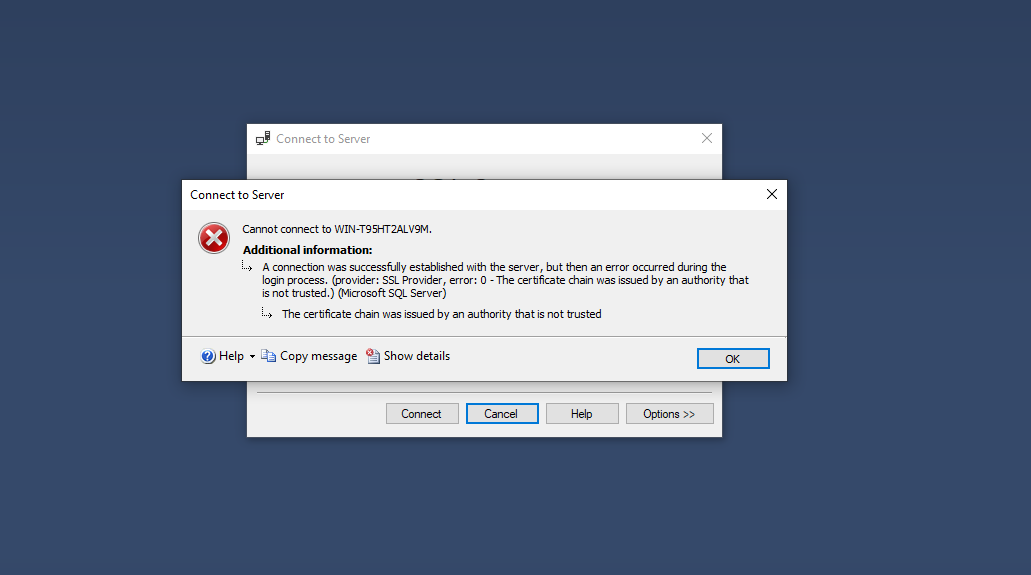 Connect to Server
Connect to Server
Cannot connect to WIN-T95HT2ALV9M.
Additional information:
A connection was successfully established with the server, but then an error occurred during the
login process. (provider: SSL Provider, error: 0 - The certificate chain was issued by an authority that
is not trusted.) (Microsoft SQL Server)
The certificate chain was issued by an authority that is not trusted
Help Copy message Show details OK
Connect Cancel Help Options >>